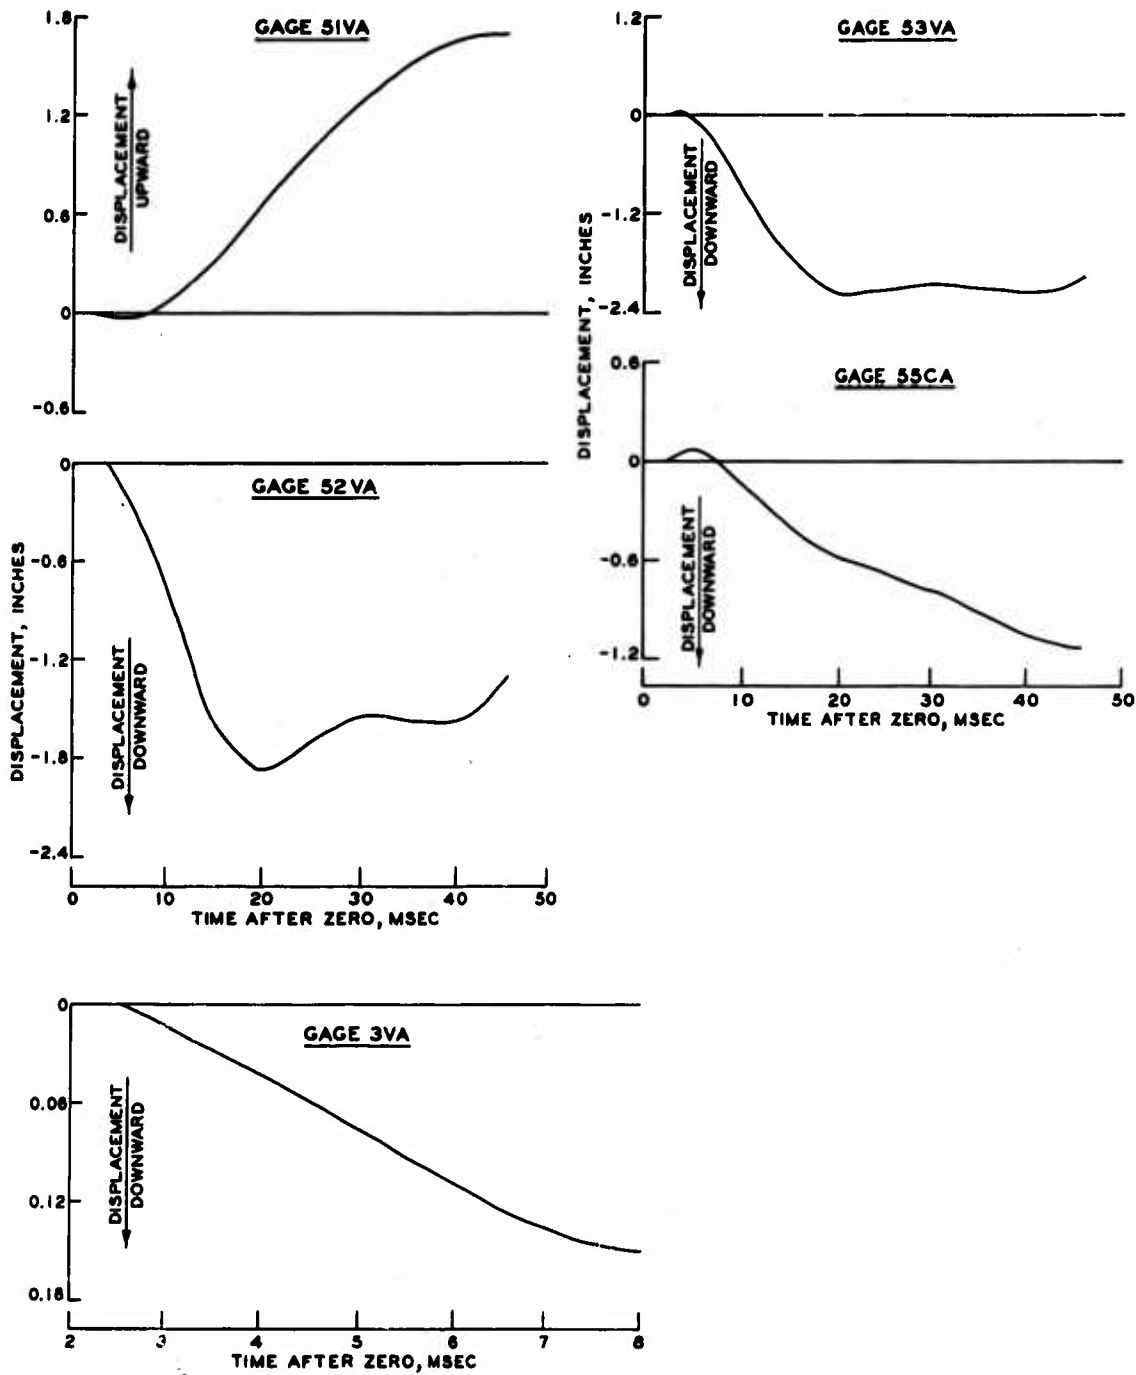 GAGE 51VA
1.8
1.2
0.6
0
-0.6
DISPLACEMENT
UPWARD
GAGE 52VA
0
-0.6
-1.2
-1.8
-2.4
DISPLACEMENT, INCHES
DISPLACEMENT
DOWNWARD
0 10 20 30 40 50
TIME AFTER ZERO, MSEC
GAGE 53VA
1.2
0
-1.2
-2.4
DISPLACEMENT, INCHES
DISPLACEMENT
DOWNWARD
GAGE 55CA
0.6
0
-0.6
-1.2
DISPLACEMENT
DOWNWARD
0 10 20 30 40 50
TIME AFTER ZERO, MSEC
GAGE 3VA
0
0.06
0.12
0.18
DISPLACEMENT
DOWNWARD
2 3 4 5 6 7 8
TIME AFTER ZERO, MSEC